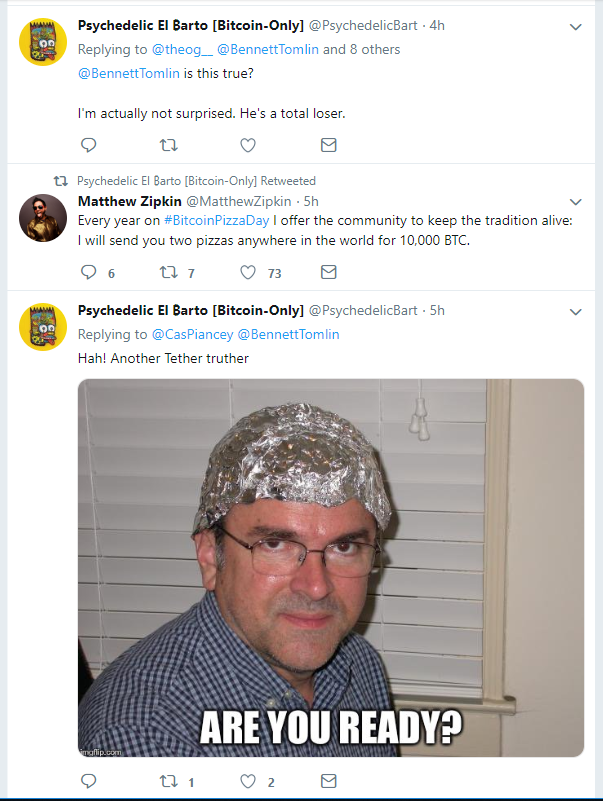 Psychedelic El Ƀarto [Bitcoin-Only] @PsychedelicBart · 4h
Replying to @theog__ @BennettTomlin and 8 others
@BennettTomlin is this true?
I'm actually not surprised. He's a total loser.
Psychedelic El Ƀarto [Bitcoin-Only] Retweeted
Matthew Zipkin @MatthewZipkin · 5h
Every year on #BitcoinPizzaDay I offer the community to keep the tradition alive:
I will send you two pizzas anywhere in the world for 10,000 BTC.
6 7 73
Psychedelic El Ƀarto [Bitcoin-Only] @PsychedelicBart · 5h
Replying to @CasPiancey @BennettTomlin
Hah! Another Tether truther
ARE YOU READY?
imgflip.com
1 2